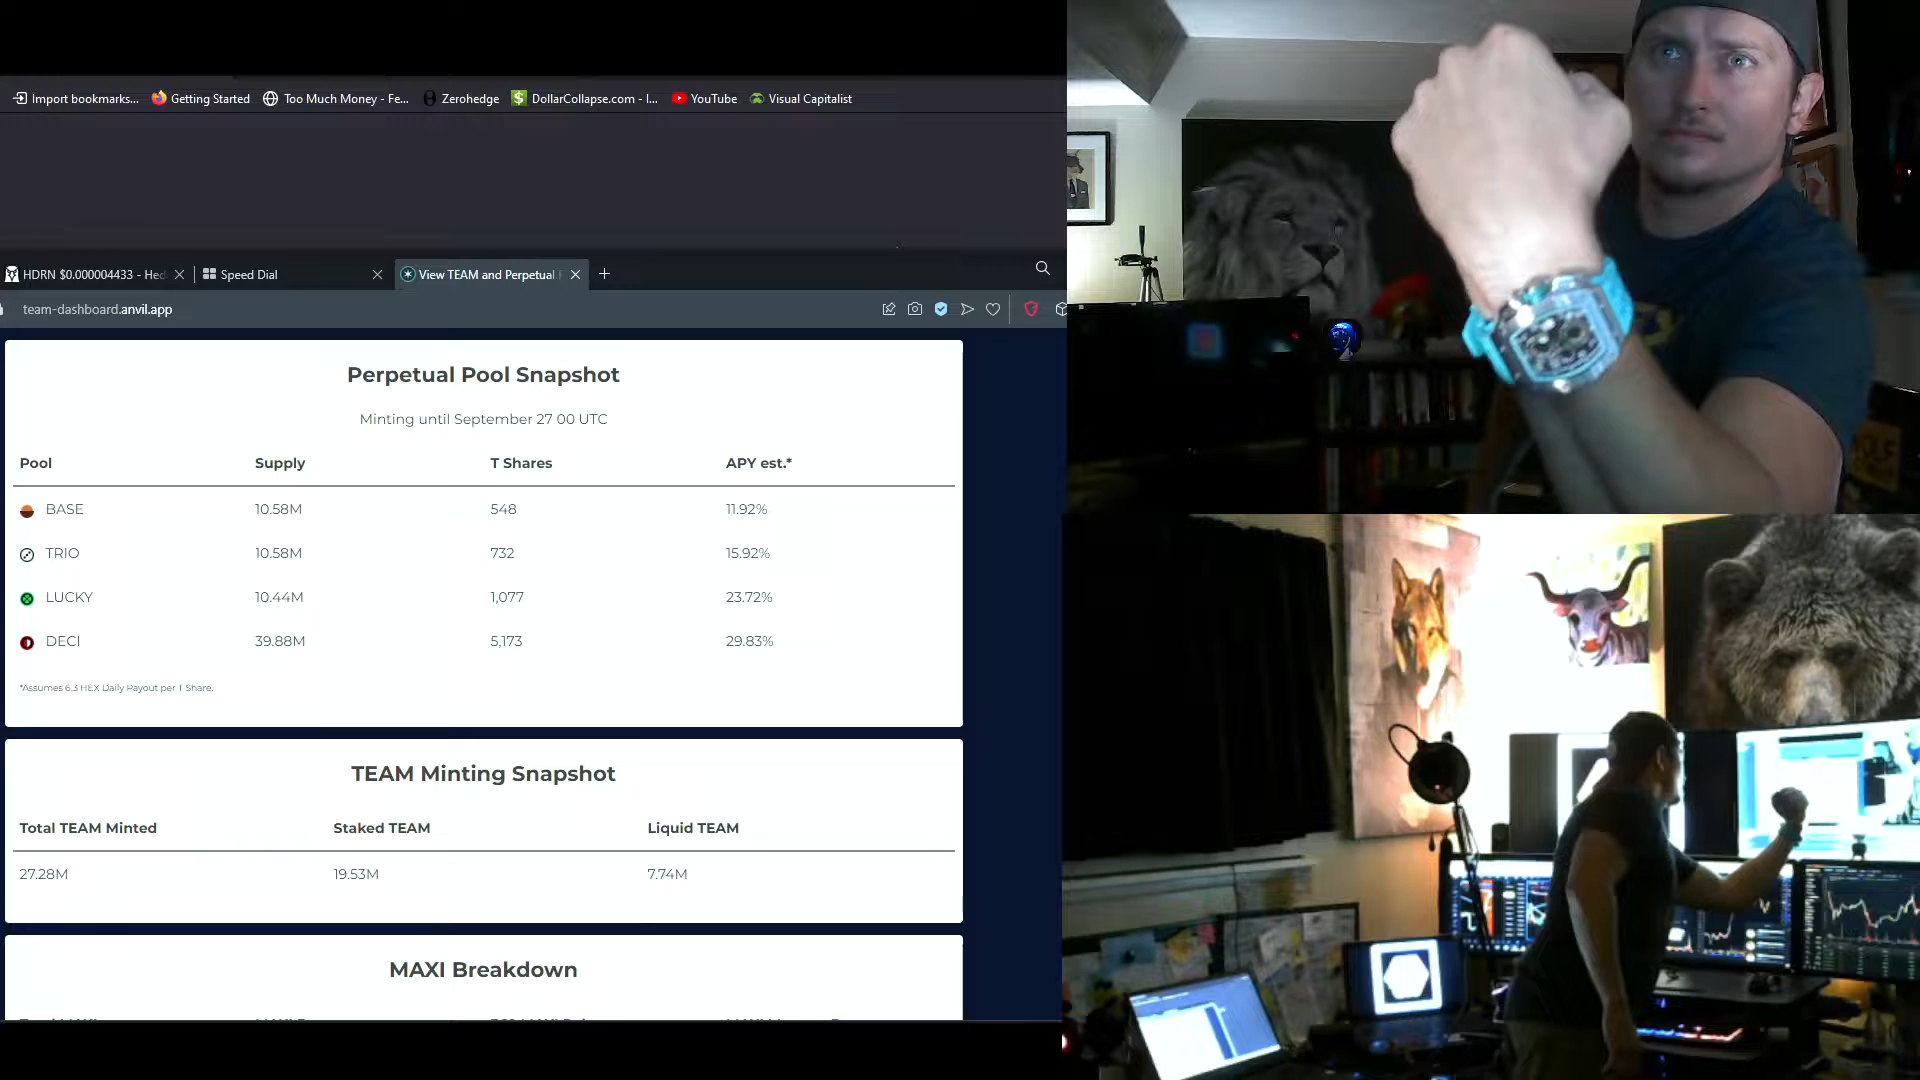 Import bookmarks... Getting Started Too Much Money - Fe... Zerohedge DollarCollapse.com - I... YouTube Visual Capitalist
HDRN $0.000004433 - Hed Speed Dial View TEAM and Perpetual
team-dashboard.anvil.app
Perpetual Pool Snapshot
Minting until September 27 00 UTC
Pool Supply T Shares APY est.*
BASE 10.58M 548 11.92%
TRIO 10.58M 732 15.92%
LUCKY 10.44M 1,077 23.72%
DECI 39.88M 5,173 29.83%
*Assumes 6.3 HEX Daily Payout per T Share.
TEAM Minting Snapshot
Total TEAM Minted Staked TEAM Liquid TEAM
27.28M 19.53M 7.74M
MAXI Breakdown